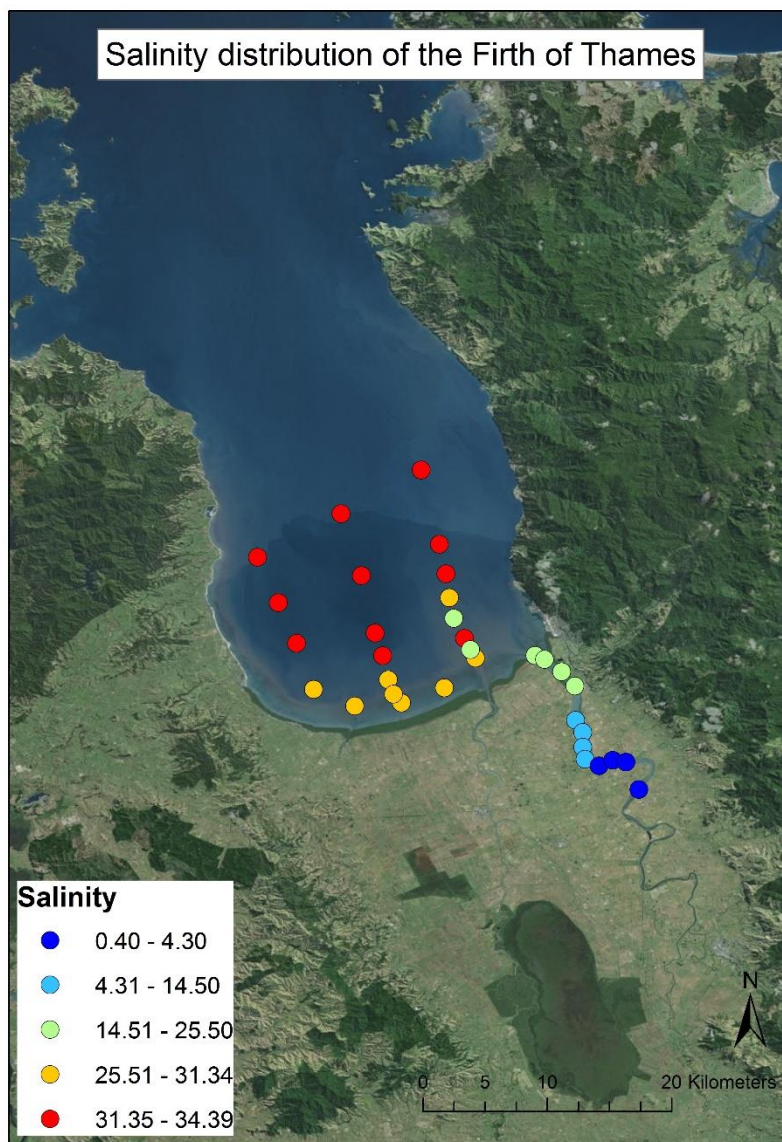 Salinity distribution of the Firth of Thames
Salinity
0.40 - 4.30
4.31 - 14.50
14.51 - 25.50
25.51 - 31.34
31.35 - 34.39
N
0 5 10 20 Kilometers